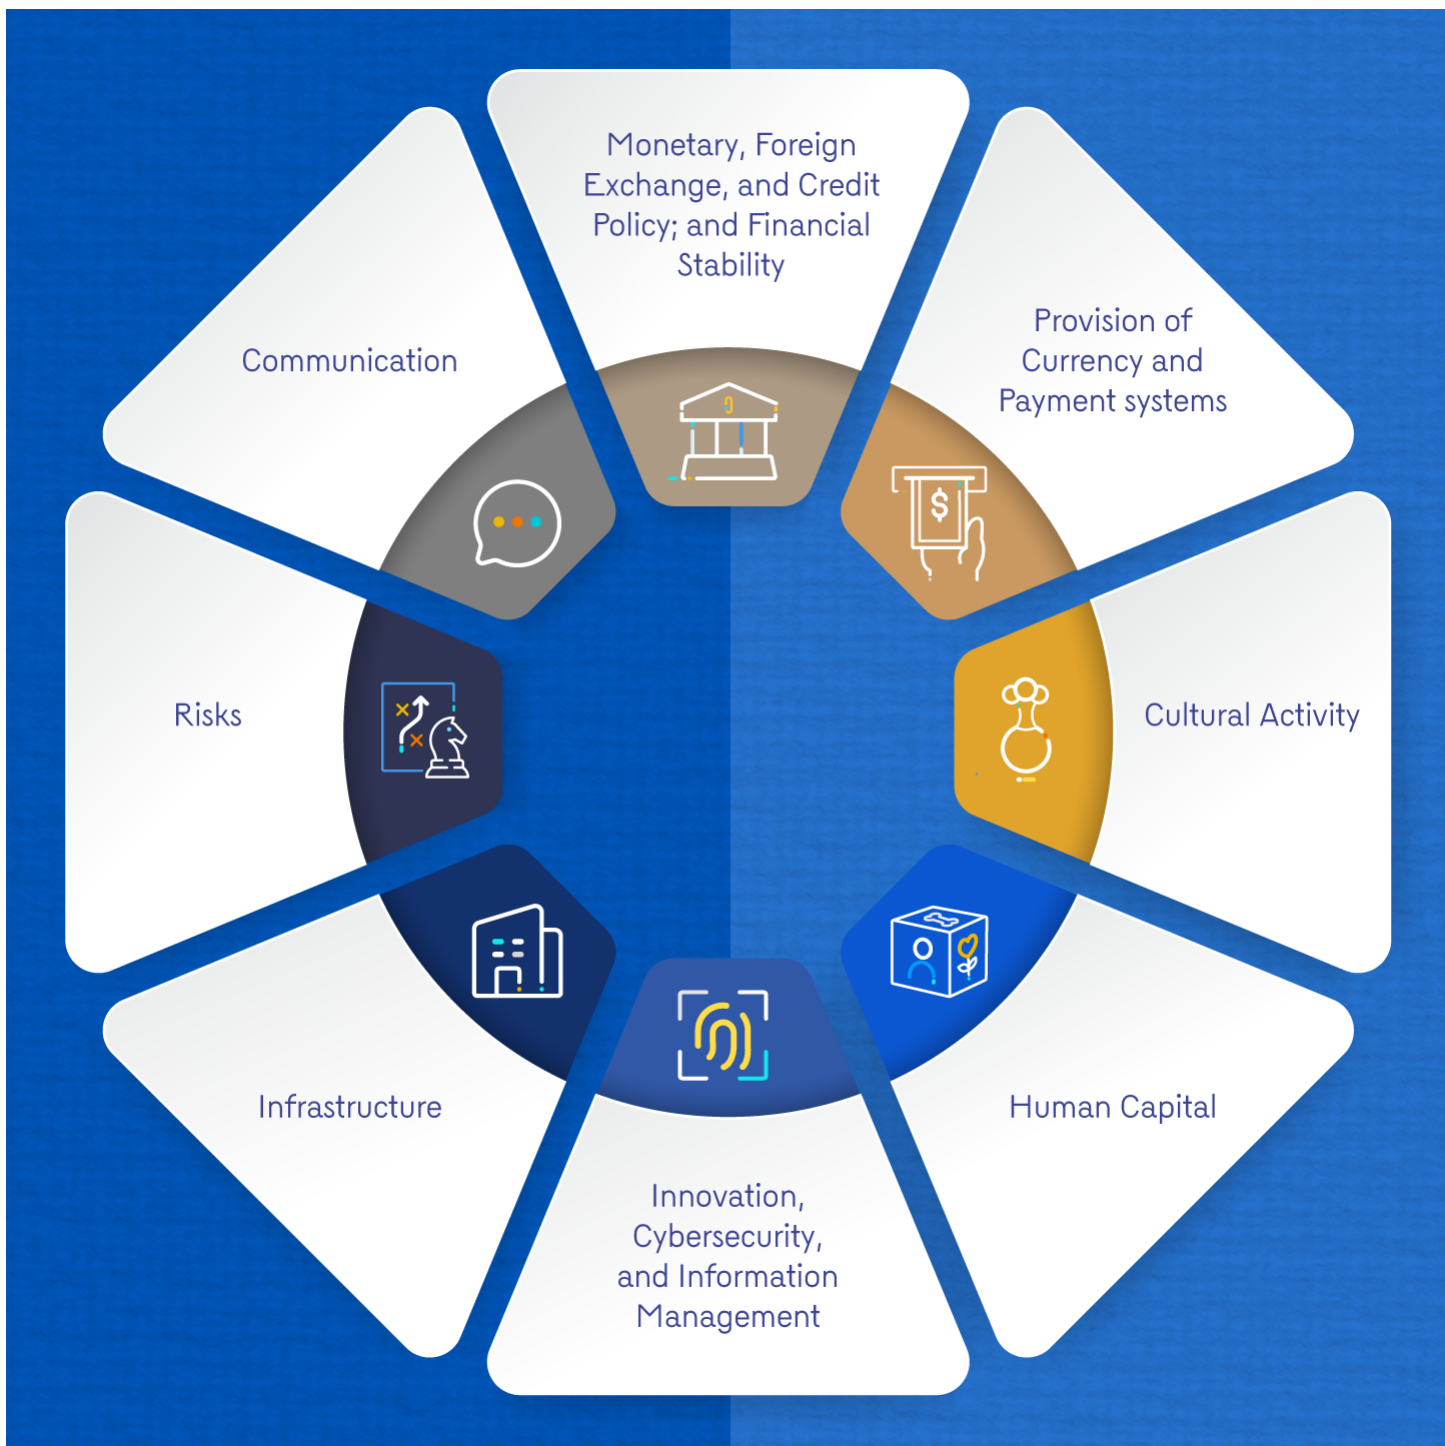 Monetary, Foreign
Exchange, and Credit
Policy; and Financial
Stability
Provision of
Currency and
Payment systems
Cultural Activity
Human Capital
Innovation,
Cybersecurity,
and Information
Management
Infrastructure
Risks
Communication
$